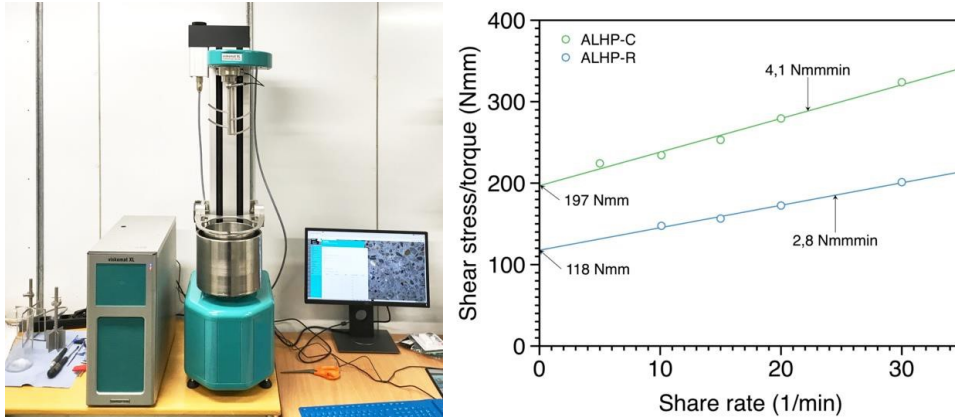 viskomat XL
ALHP-C
ALHP-R
4,1 Nmmmin
197 Nmm
2,8 Nmmmin
118 Nmm
Shear stress/torque (Nmm)
400
300
200
100
0
0 10 20 30
Share rate (1/min)